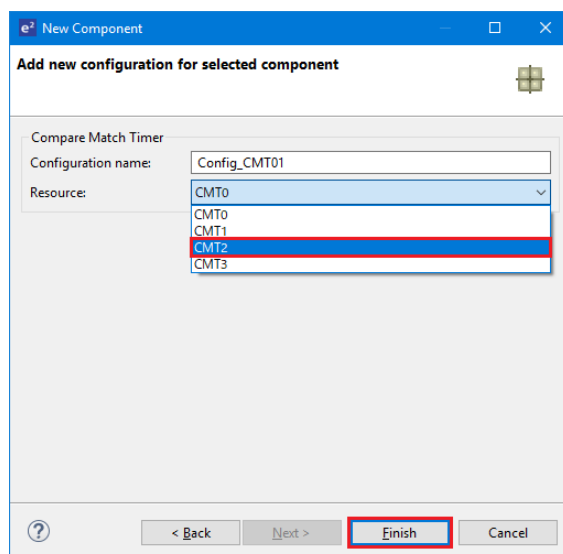 e² New Component
Add new configuration for selected component
Compare Match Timer
Configuration name: Config_CMT01
Resource: CMT0
CMT0
CMT1
CMT2
CMT3
? < Back Next > Finish Cancel